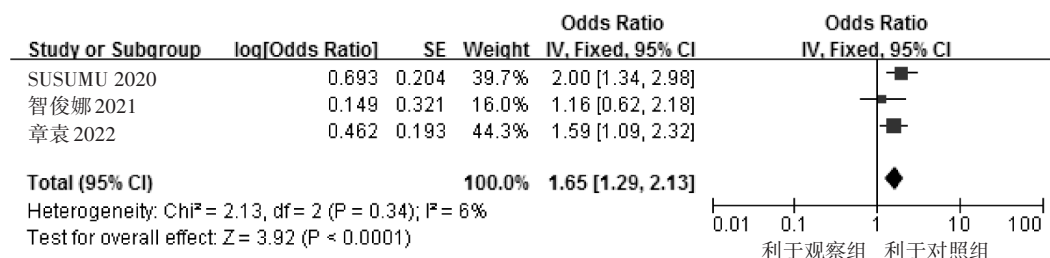 Odds Ratio Odds Ratio
Study or Subgroup log[Odds Ratio] SE Weight IV, Fixed, 95% CI IV, Fixed, 95% CI
SUSUMU 2020 0.693 0.204 39.7% 2.00 [1.34, 2.98]
智俊娜2021 0.149 0.321 16.0% 1.16 [0.62, 2.18]
章袁2022 0.462 0.193 44.3% 1.59 [1.09, 2.32]
Total (95% CI) 100.0% 1.65 [1.29, 2.13]
Heterogeneity: Chi² = 2.13, df = 2 (P = 0.34); I² = 6%
Test for overall effect: Z = 3.92 (P < 0.0001)
0.01 0.1 1 10 100
利于观察组 利于对照组